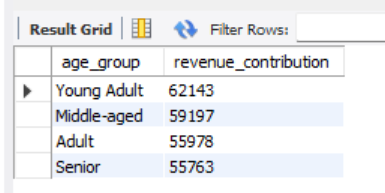 Result Grid Filter Rows:
age_group revenue_contribution
Young Adult 62143
Middle-aged 59197
Adult 55978
Senior 55763